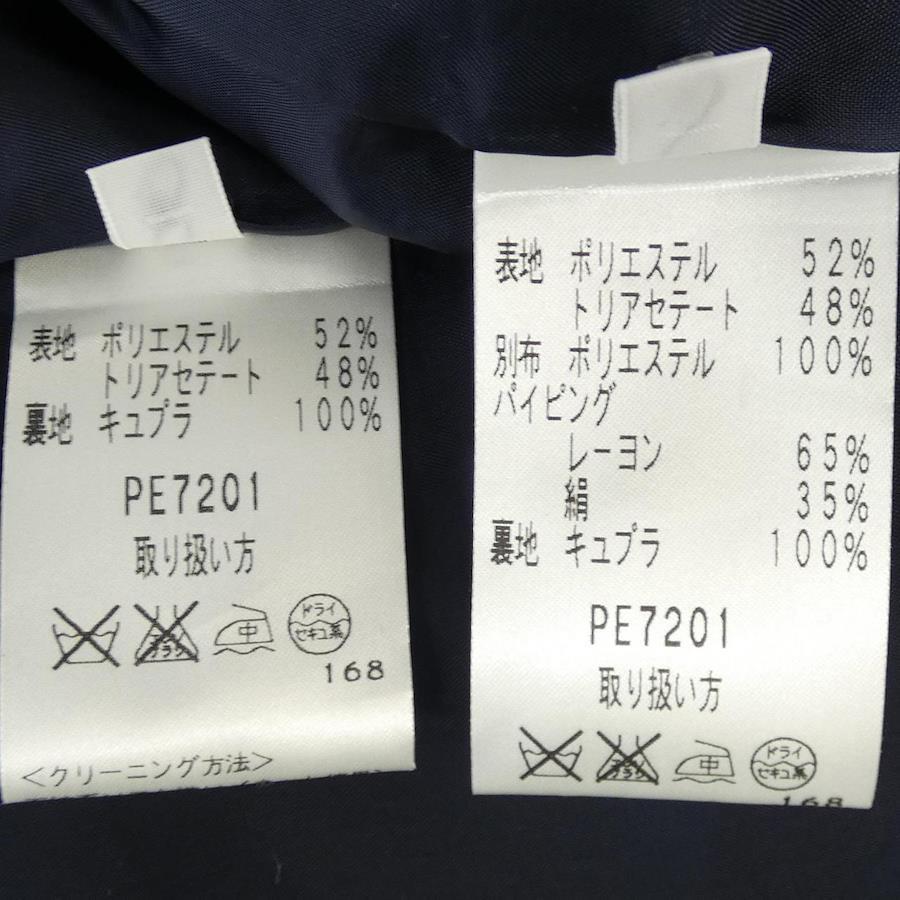 表地 ポリエステル 52%
トリアセテート 48%
裏地 キュプラ 100%
PE7201
取り扱い方
中
ドライ
セキユ系
168
<クリーニング方法>
表地 ポリエステル 52%
トリアセテート 48%
別布 ポリエステル 100%
パイピング
レーヨン 65%
絹 35%
裏地 キュプラ 100%
PE7201
取り扱い方
中
ドライ
セキユ系
168